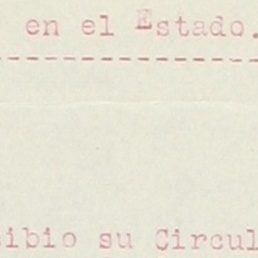 en el Estado.
-----------------------
ibio su Circul